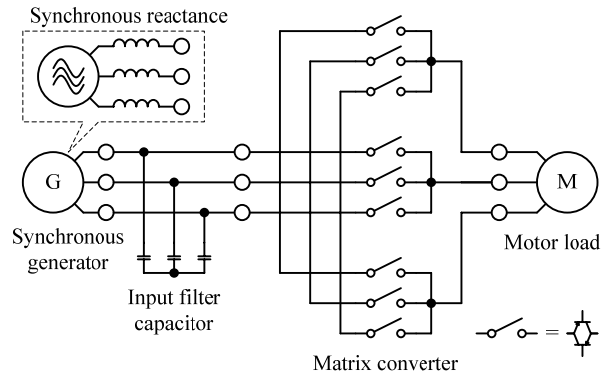 Synchronous reactance
G
M
Synchronous
generator
Motor load
Input filter
capacitor
=
Matrix converter